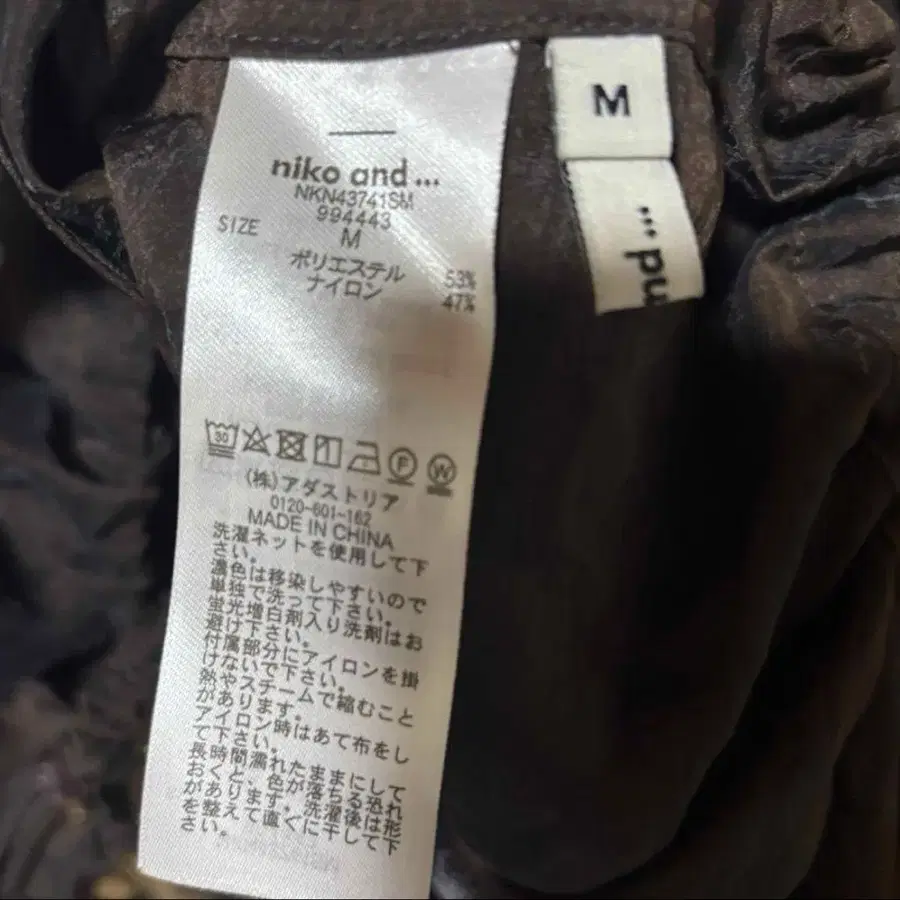 niko and ...
NKN43741SM
994443
SIZE M
ポリエステル 53%
ナイロン 47%
30
F
W
(株)アダストリア
0120-601-162
MADE IN CHINA
洗濯ネットを使用して下
さい。
濃色は移染しやすいので
単独で洗って下さい。
蛍光増白剤入り洗剤はお
避け下さい。
付属部分にアイロンを掛
けないで下さい。
熱やスチームで縮むこと
があります。
アイロン時はあて布をし
て下さい。
長時間濡れたままにして
おくと、色が落ちる恐れ
があります。洗濯後は形
を整えて直ぐに干して下
さい。
M
nd ...